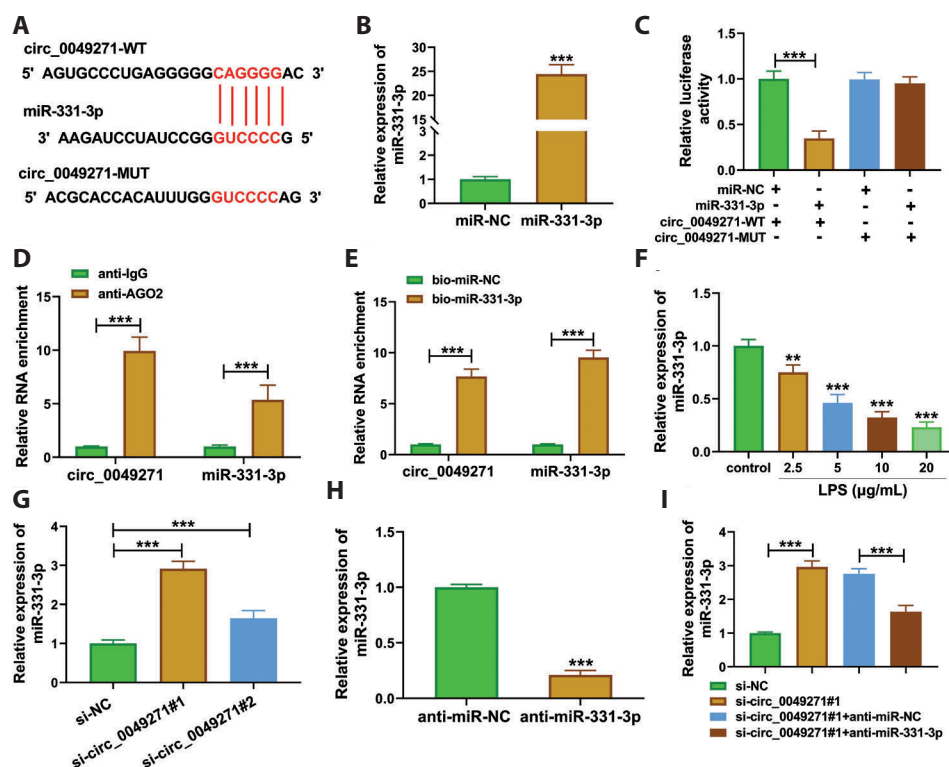 A
circ_0049271-WT
5' AGUGCCCUGAGGGGGCAGGGGAC 3'
miR-331-3p
3' AAGAUCCUAUCCGGGUCCCCG 5'
circ_0049271-MUT
5' ACGCACCACAUUUGGGUCCCCAG 3'
B
Relative expression of
miR-331-3p
30
25
20
15
3
2
1
0
***
miR-NC
miR-331-3p
C
Relative luciferase
activity
1.5
1.0
0.5
0.0
***
miR-NC + - + -
miR-331-3p - + - +
circ_0049271-WT + + - -
circ_0049271-MUT - - + +
D
anti-IgG
anti-AGO2
Relative RNA enrichment
15
10
5
0
***
***
circ_0049271
miR-331-3p
E
bio-miR-NC
bio-miR-331-3p
Relative RNA enrichment
15
10
5
0
***
***
circ_0049271
miR-331-3p
F
Relative expression of
miR-331-3p
1.5
1.0
0.5
0.0
**
***
***
***
control 2.5 5 10 20
LPS (μg/mL)
G
Relative expression of
miR-331-3p
4
3
2
1
0
***
***
si-NC
si-circ_0049271#1
si-circ_0049271#2
H
Relative expression of
miR-331-3p
1.5
1.0
0.5
0.0
***
anti-miR-NC
anti-miR-331-3p
I
Relative expression of
miR-331-3p
4
3
2
1
0
***
***
si-NC
si-circ_0049271#1
si-circ_0049271#1+anti-miR-NC
si-circ_0049271#1+anti-miR-331-3p